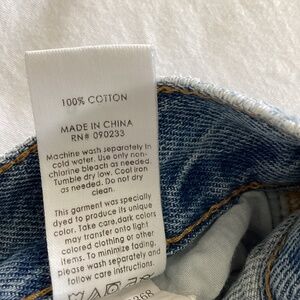 100% COTTON
MADE IN CHINA
RN# 090233
Machine wash separately in
cold water. Use only non-
chlorine bleach as needed.
Tumble dry low. Cool iron
as needed. Do not dry
clean.
This garment was specially
dyed to produce its unique
color. Take care,dark colors
may transfer onto light
colored clothing or other
items. To minimize fading,
please wash separately and
follow care instructions.